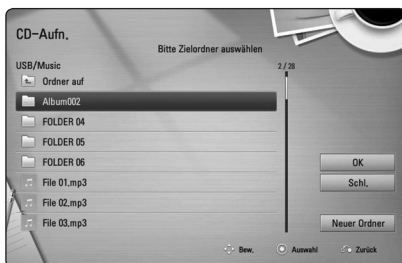 CD-Aufn.
Bitte Zielordner auswählen
USB/Music
2 / 28
Ordner auf
Album002
FOLDER 04
FOLDER 05
FOLDER 06
File 01.mp3
File 02.mp3
File 03.mp3
OK
Schl.
Neuer Ordner
Bew.
Auswahl
Zurück